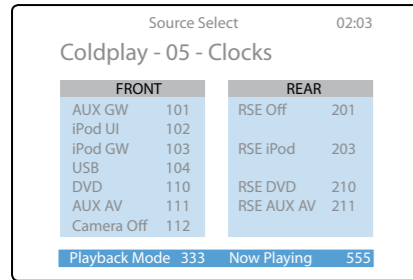 Source Select 02:03
Coldplay - 05 - Clocks
FRONT REAR
AUX GW 101 RSE Off 201
iPod UI 102
iPod GW 103 RSE iPod 203
USB 104
DVD 110 RSE DVD 210
AUX AV 111 RSE AUX AV 211
Camera Off 112
Playback Mode 333 Now Playing 555